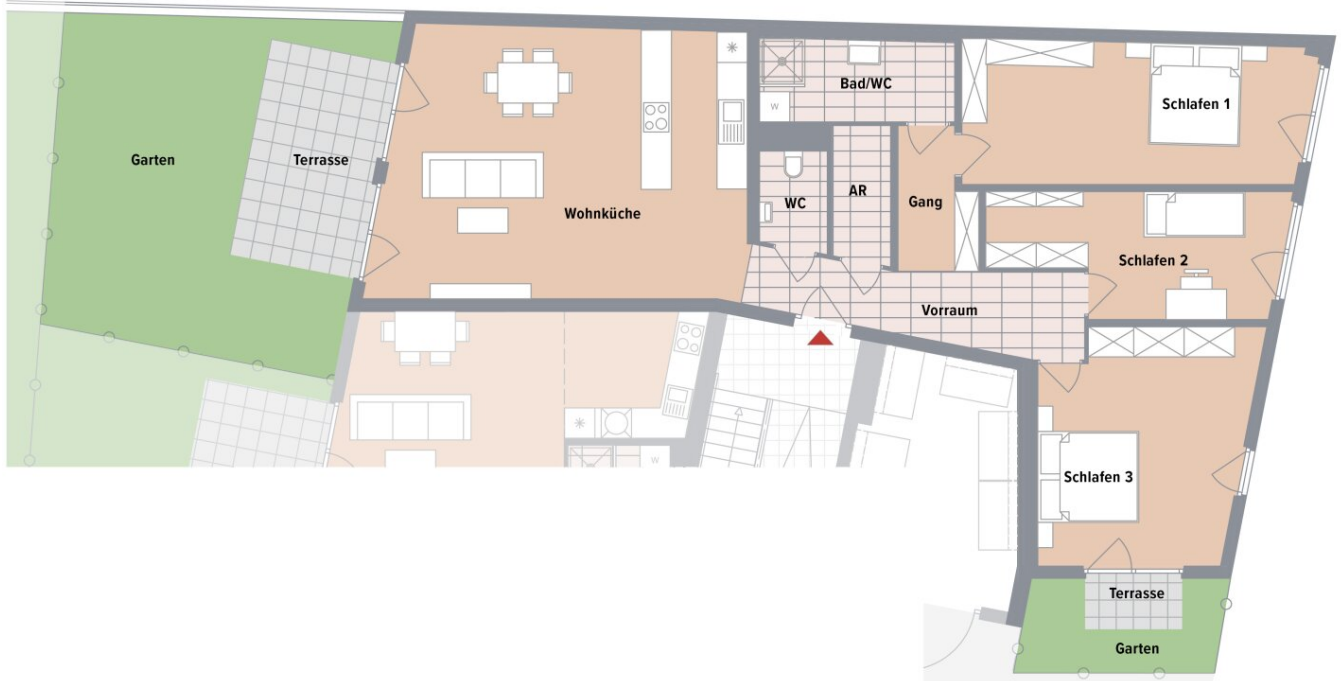 Garten
Terrasse
Wohnküche
Bad/WC
W
WC
AR
Gang
Schlafen 1
Schlafen 2
Vorraum
W
Schlafen 3
Terrasse
Garten